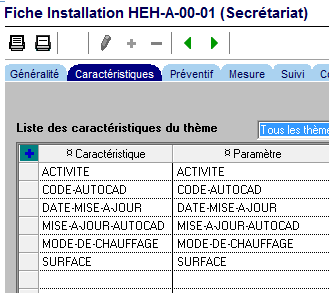 Fiche Installation HEH-A-00-01 (Secrétariat)
Généralité Caractéristiques Préventif Mesure Suivi
Liste des caractéristiques du thème Tous les thème
¤ Caractéristique ¤ Paramètre
ACTIVITE ACTIVITE
CODE-AUTOCAD CODE-AUTOCAD
DATE-MISE-A-JOUR DATE-MISE-A-JOUR
MISE-A-JOUR-AUTOCAD MISE-A-JOUR-AUTOCAD
MODE-DE-CHAUFFAGE MODE-DE-CHAUFFAGE
SURFACE SURFACE